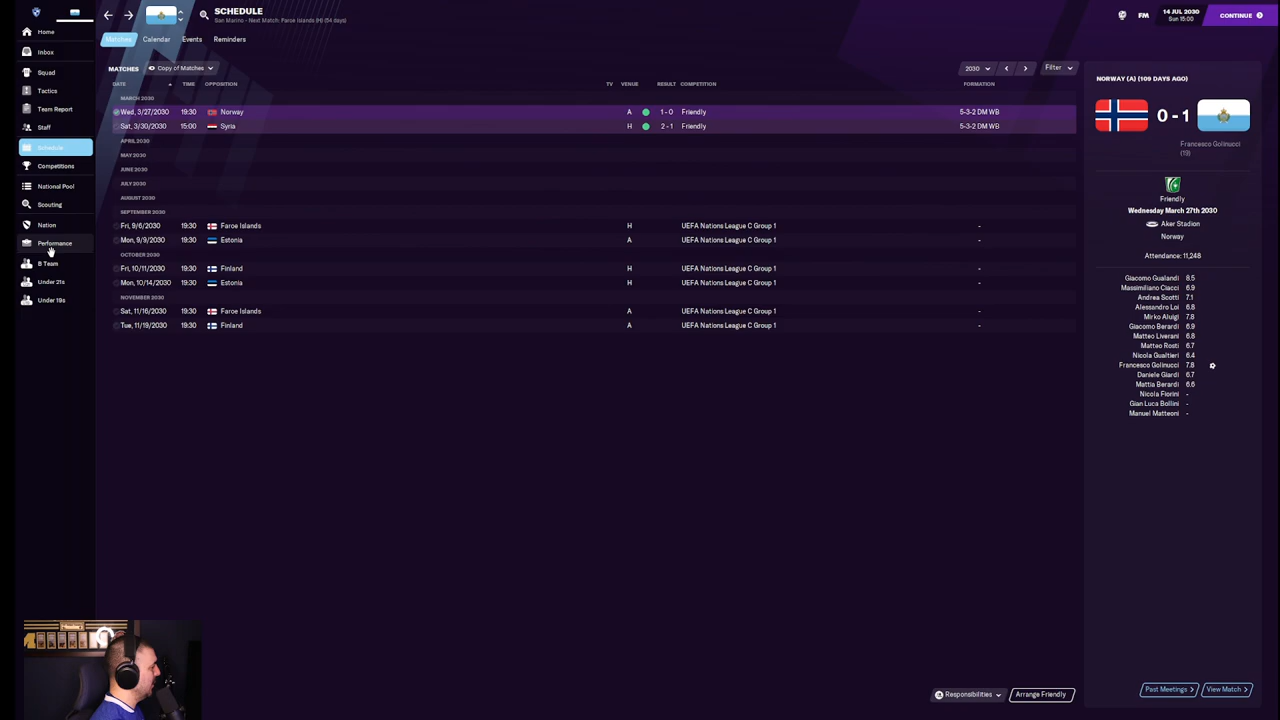 SCHEDULE
San Marino - Next Match: Faroe Islands (H) (54 days)
FM
14 JUL 2030
Sun 15:00
CONTINUE
Home
Inbox
Squad
Tactics
Team Report
Staff
Schedule
Competitions
National Pool
Scouting
Nation
Performance
B Team
Under 21s
Under 19s
Matches Calendar Events Reminders
MATCHES Copy of Matches 2030 Filter
DATE TIME OPPOSITION TV VENUE RESULT COMPETITION FORMATION
MARCH 2030
Wed, 3/27/2030 19:30 Norway A 1 - 0 Friendly 5-3-2 DM WB
Sat, 3/30/2030 15:00 Syria H 2 - 1 Friendly 5-3-2 DM WB
APRIL 2030
MAY 2030
JUNE 2030
JULY 2030
AUGUST 2030
SEPTEMBER 2030
Fri, 9/6/2030 19:30 Faroe Islands H UEFA Nations League C Group 1 -
Mon, 9/9/2030 19:30 Estonia A UEFA Nations League C Group 1 -
OCTOBER 2030
Fri, 10/11/2030 19:30 Finland H UEFA Nations League C Group 1 -
Mon, 10/14/2030 19:30 Estonia H UEFA Nations League C Group 1 -
NOVEMBER 2030
Sat, 11/16/2030 19:30 Faroe Islands A UEFA Nations League C Group 1 -
Tue, 11/19/2030 19:30 Finland A UEFA Nations League C Group 1 -
NORWAY (A) (109 DAYS AGO)
0 - 1
Francesco Golinucci
(19)
Friendly
Wednesday March 27th 2030
Aker Stadion
Norway
Attendance: 11,248
Giacomo Gualandi 8.5
Massimiliano Ciacci 6.9
Andrea Scotti 7.1
Alessandro Loi 6.8
Mirko Aluigi 7.8
Giacomo Berardi 6.9
Matteo Liverani 6.8
Matteo Rosti 6.7
Nicola Gualtieri 6.4
Francesco Golinucci 7.8
Daniele Giardi 6.7
Mattia Berardi 6.6
Nicola Fiorini -
Gian Luca Bollini -
Manuel Matteoni -
Responsibilities Arrange Friendly
Past Meetings View Match